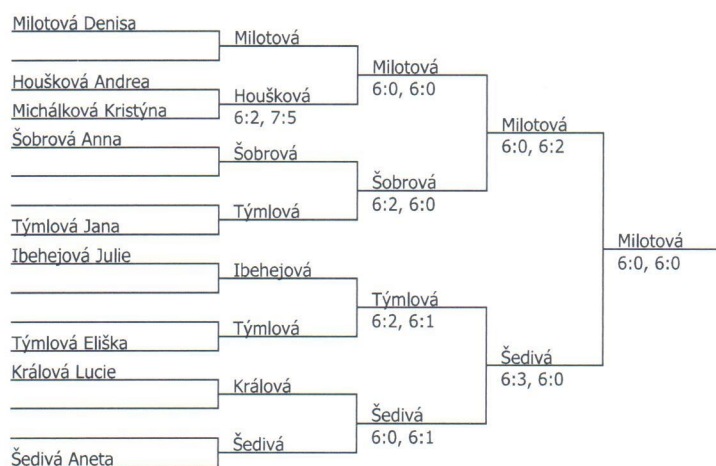 Milotová Denisa
Milotová
Milotová
6:0, 6:0
Houšková Andrea
Houšková
6:2, 7:5
Michálková Kristýna
Milotová
6:0, 6:2
Šobrová Anna
Šobrová
Šobrová
6:2, 6:0
Týmlová
Týmlová Jana
Milotová
6:0, 6:0
Ibehejová Julie
Ibehejová
Týmlová
6:2, 6:1
Týmlová
Týmlová Eliška
Šedivá
6:3, 6:0
Králová Lucie
Králová
Šedivá
6:0, 6:1
Šedivá
Šedivá Aneta